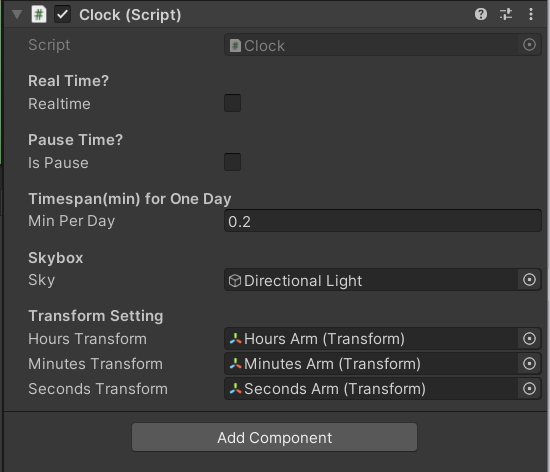 Clock (Script)
Script Clock
Real Time?
Realtime
Pause Time?
Is Pause
Timespan(min) for One Day
Min Per Day 0.2
Skybox
Sky Directional Light
Transform Setting
Hours Transform Hours Arm (Transform)
Minutes Transform Minutes Arm (Transform)
Seconds Transform Seconds Arm (Transform)
Add Component